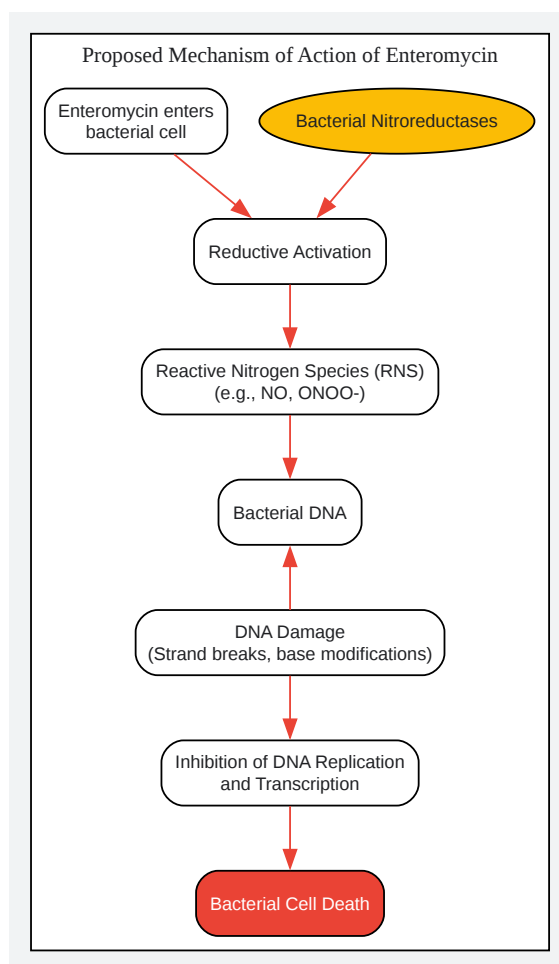 Proposed Mechanism of Action of Enteromycin
Enteromycin enters
bacterial cell
Bacterial Nitroreductases
Reductive Activation
Reactive Nitrogen Species (RNS)
(e.g., NO, ONOO-)
Bacterial DNA
DNA Damage
(Strand breaks, base modifications)
Inhibition of DNA Replication
and Transcription
Bacterial Cell Death